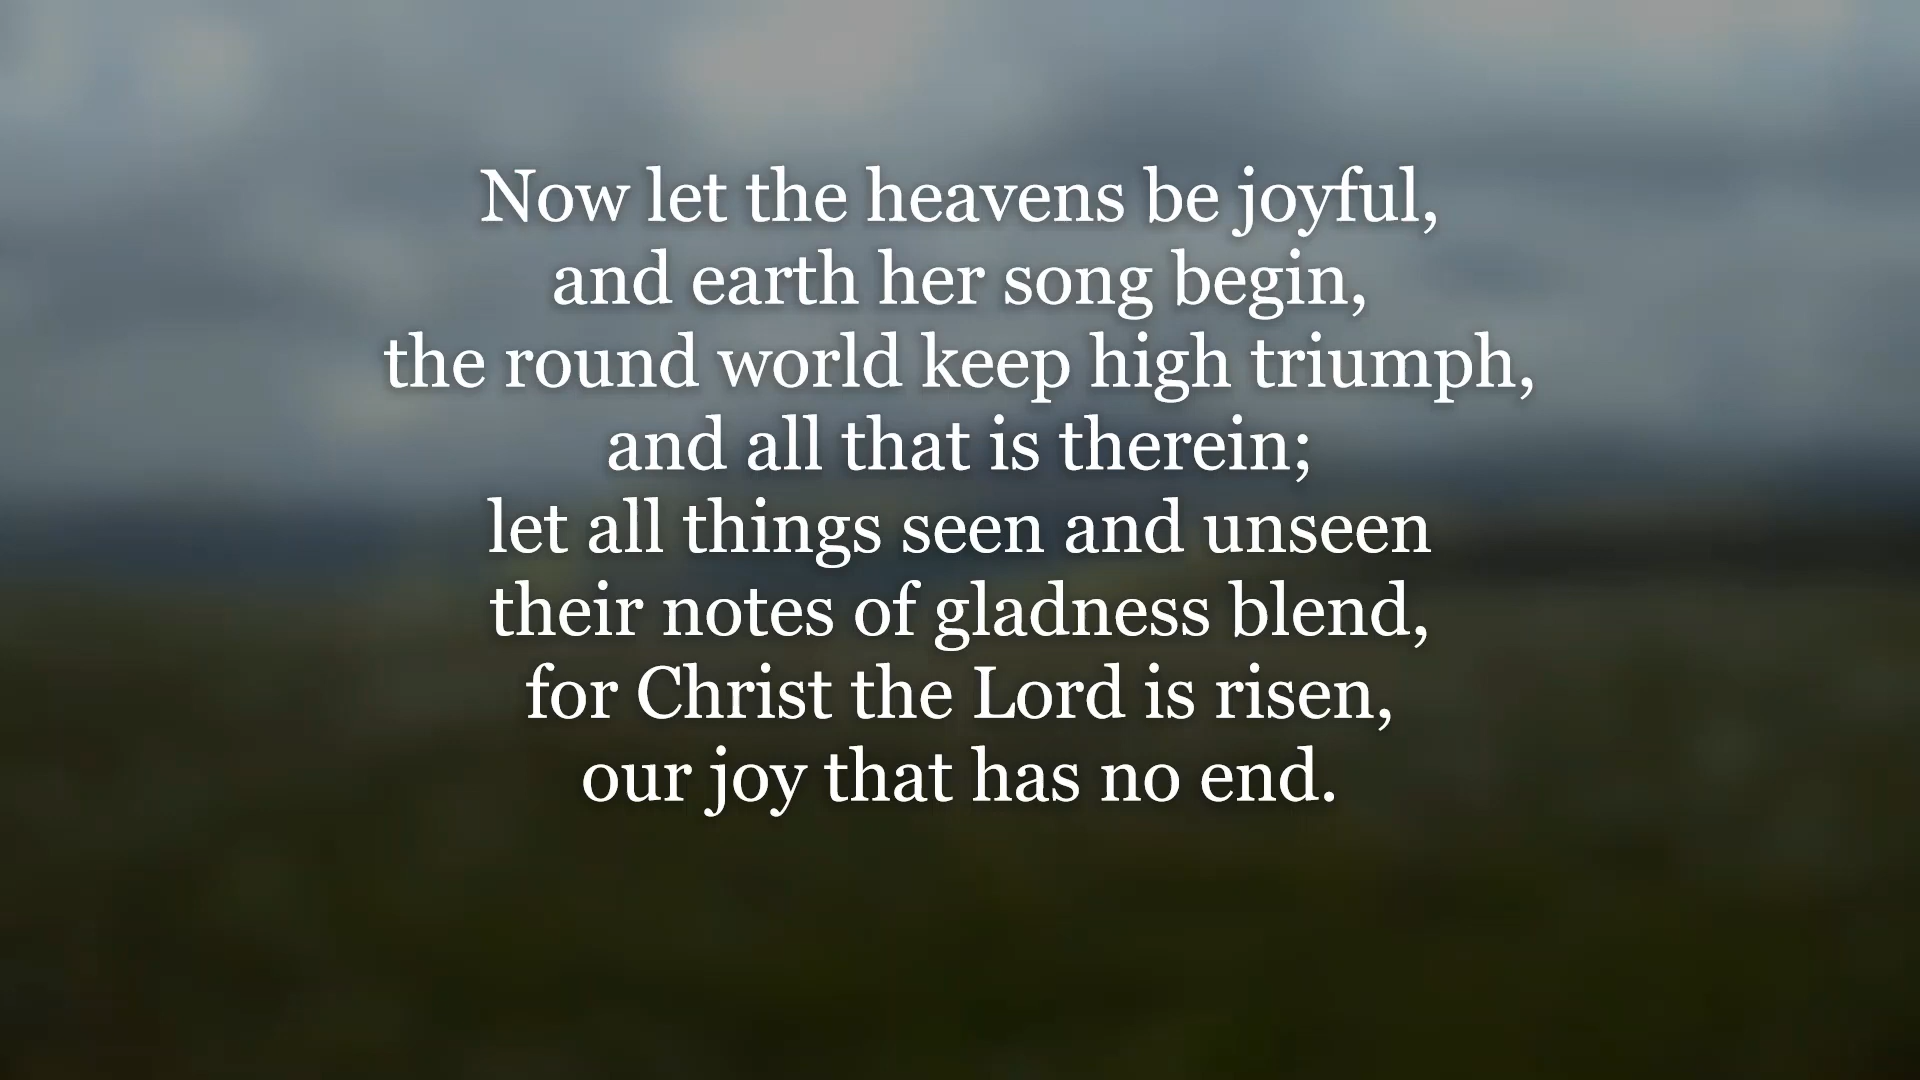 Now let the heavens be joyful,
and earth her song begin,
the round world keep high triumph,
and all that is therein;
let all things seen and unseen
their notes of gladness blend,
for Christ the Lord is risen,
our joy that has no end.